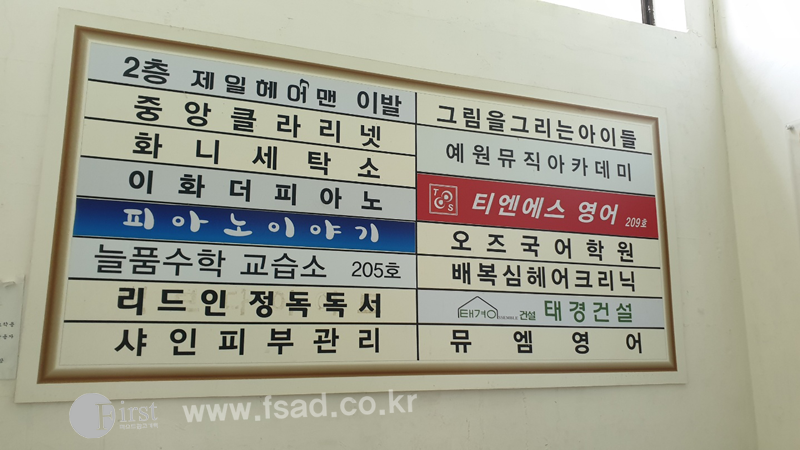 2층 제일헤어맨 이발
중앙클라리넷
화니세탁소
이화더피아노
피아노이야기
늘품수학 교습소 205호
리드인정독독서
샤인피부관리
그림을그리는아이들
예원뮤직아카데미
T S 티엔에스 영어 209호
오즈국어학원
배복심헤어크리닉
건설 태경건설
뮤엠영어
First www.fsad.co.kr